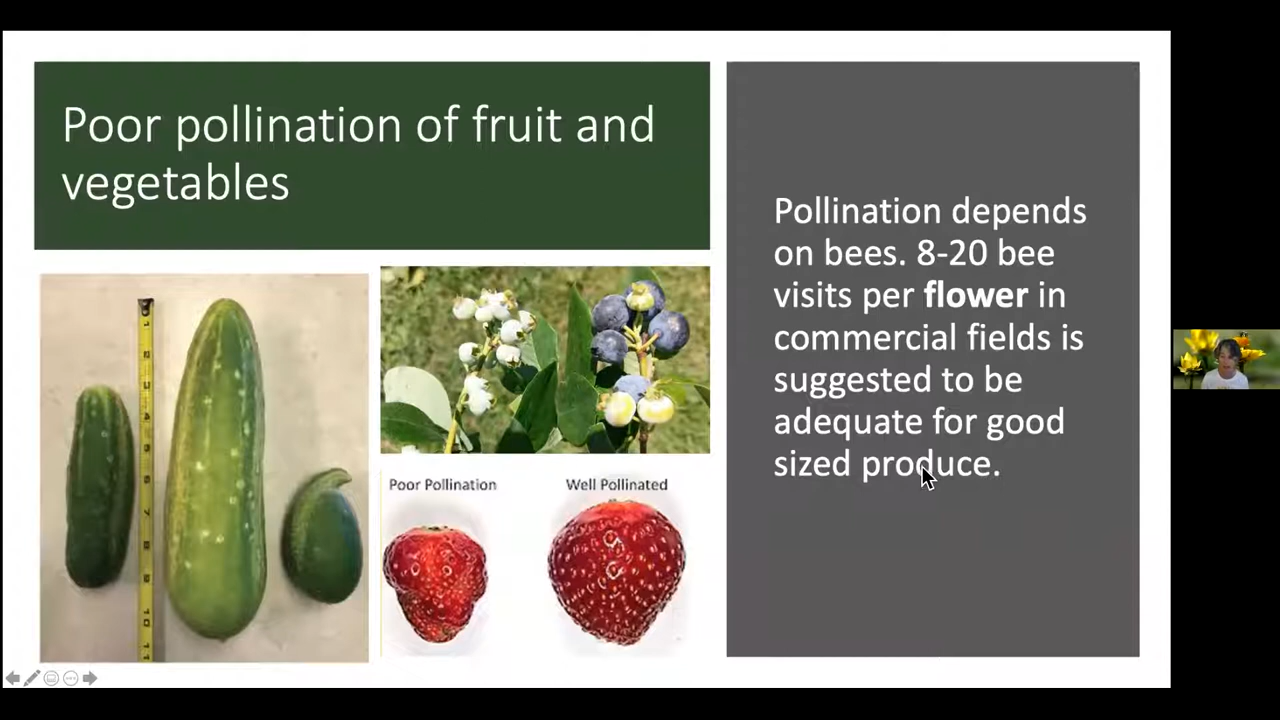 Poor pollination of fruit and
vegetables
Pollination depends
on bees. 8-20 bee
visits per flower in
commercial fields is
suggested to be
adequate for good
sized produce.
Poor Pollination
Well Pollinated